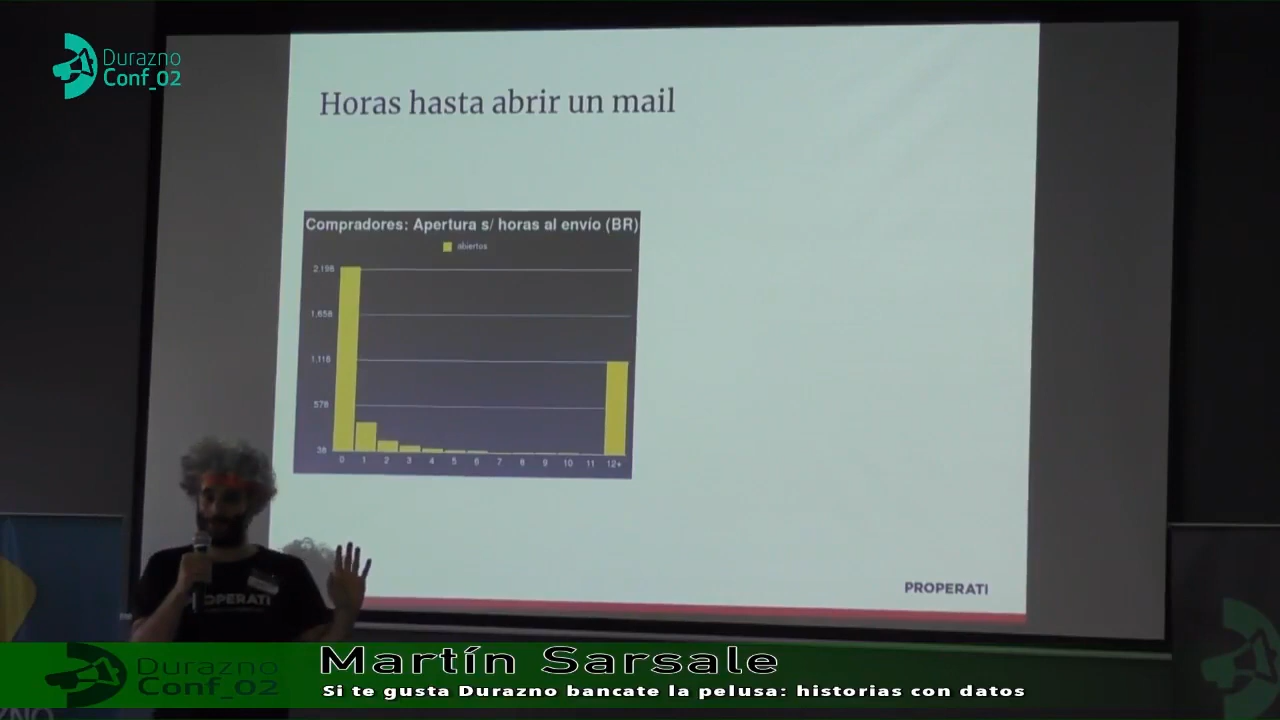 Durazno
Conf_02
Horas hasta abrir un mail
Compradores: Apertura s/ horas al envío (BR)
abiertos
2,198
1,658
1,118
578
38
0 1 2 3 4 5 6 7 8 9 10 11 12+
PROPERATI
OPERATI
Durazno
Conf_02
Martín Sarsale
Si te gusta Durazno bancate la pelusa: historias con datos
ZNO